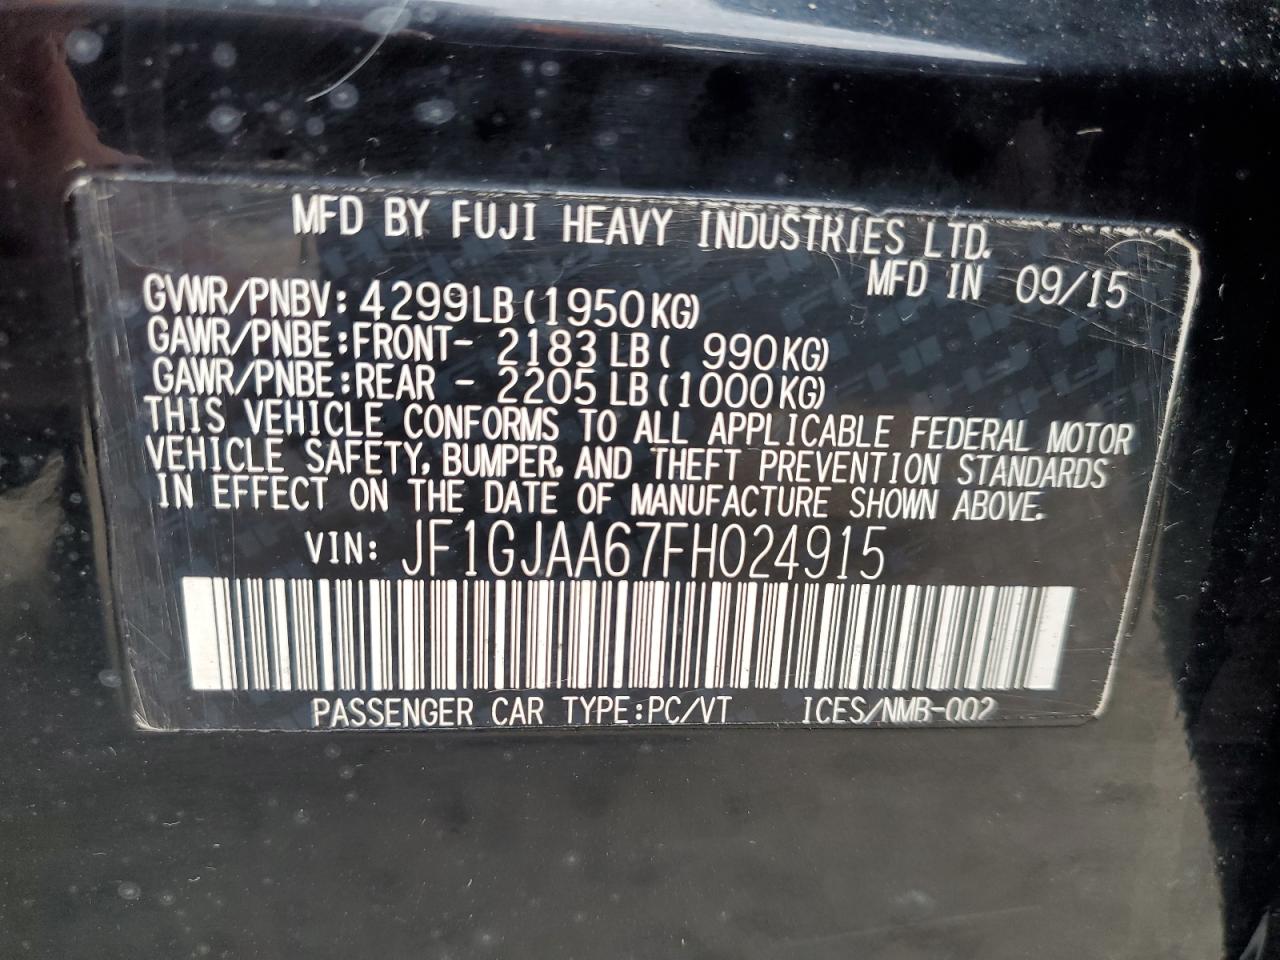 MFD BY FUJI HEAVY INDUSTRIES LTD.
MFD IN 09/15
GVWR/PNBV: 4299LB (1950KG)
GAWR/PNBE:FRONT- 2183 LB ( 990KG)
GAWR/PNBE:REAR - 2205 LB (1000KG)
THIS VEHICLE CONFORMS TO ALL APPLICABLE FEDERAL MOTOR
VEHICLE SAFETY, BUMPER, AND THEFT PREVENTION STANDARDS
IN EFFECT ON THE DATE OF MANUFACTURE SHOWN ABOVE.
VIN: JF1GJAA67FH024915
PASSENGER CAR TYPE:PC/VT ICES/NMB-002